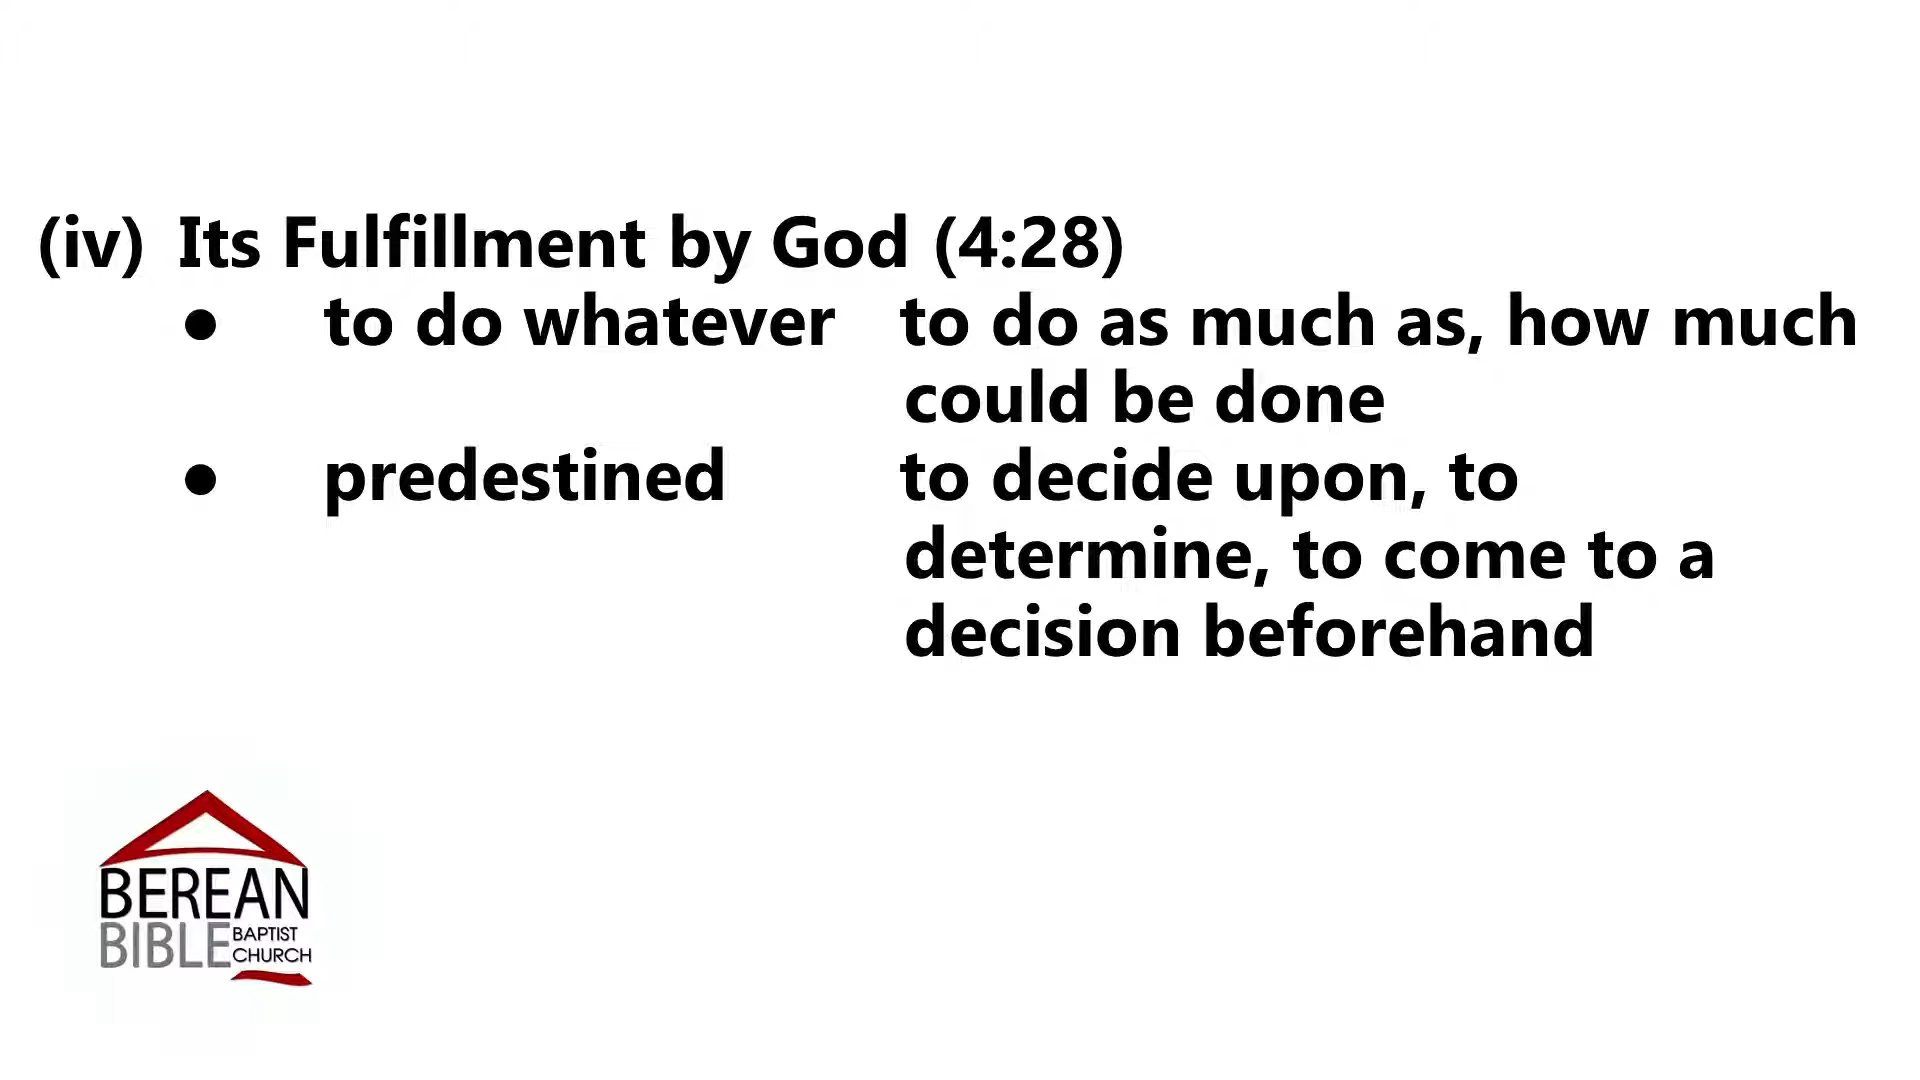 (iv) Its Fulfillment by God (4:28)
● to do whatever to do as much as, how much
could be done
● predestined to decide upon, to
determine, to come to a
decision beforehand
BEREAN
BIBLE BAPTIST
CHURCH